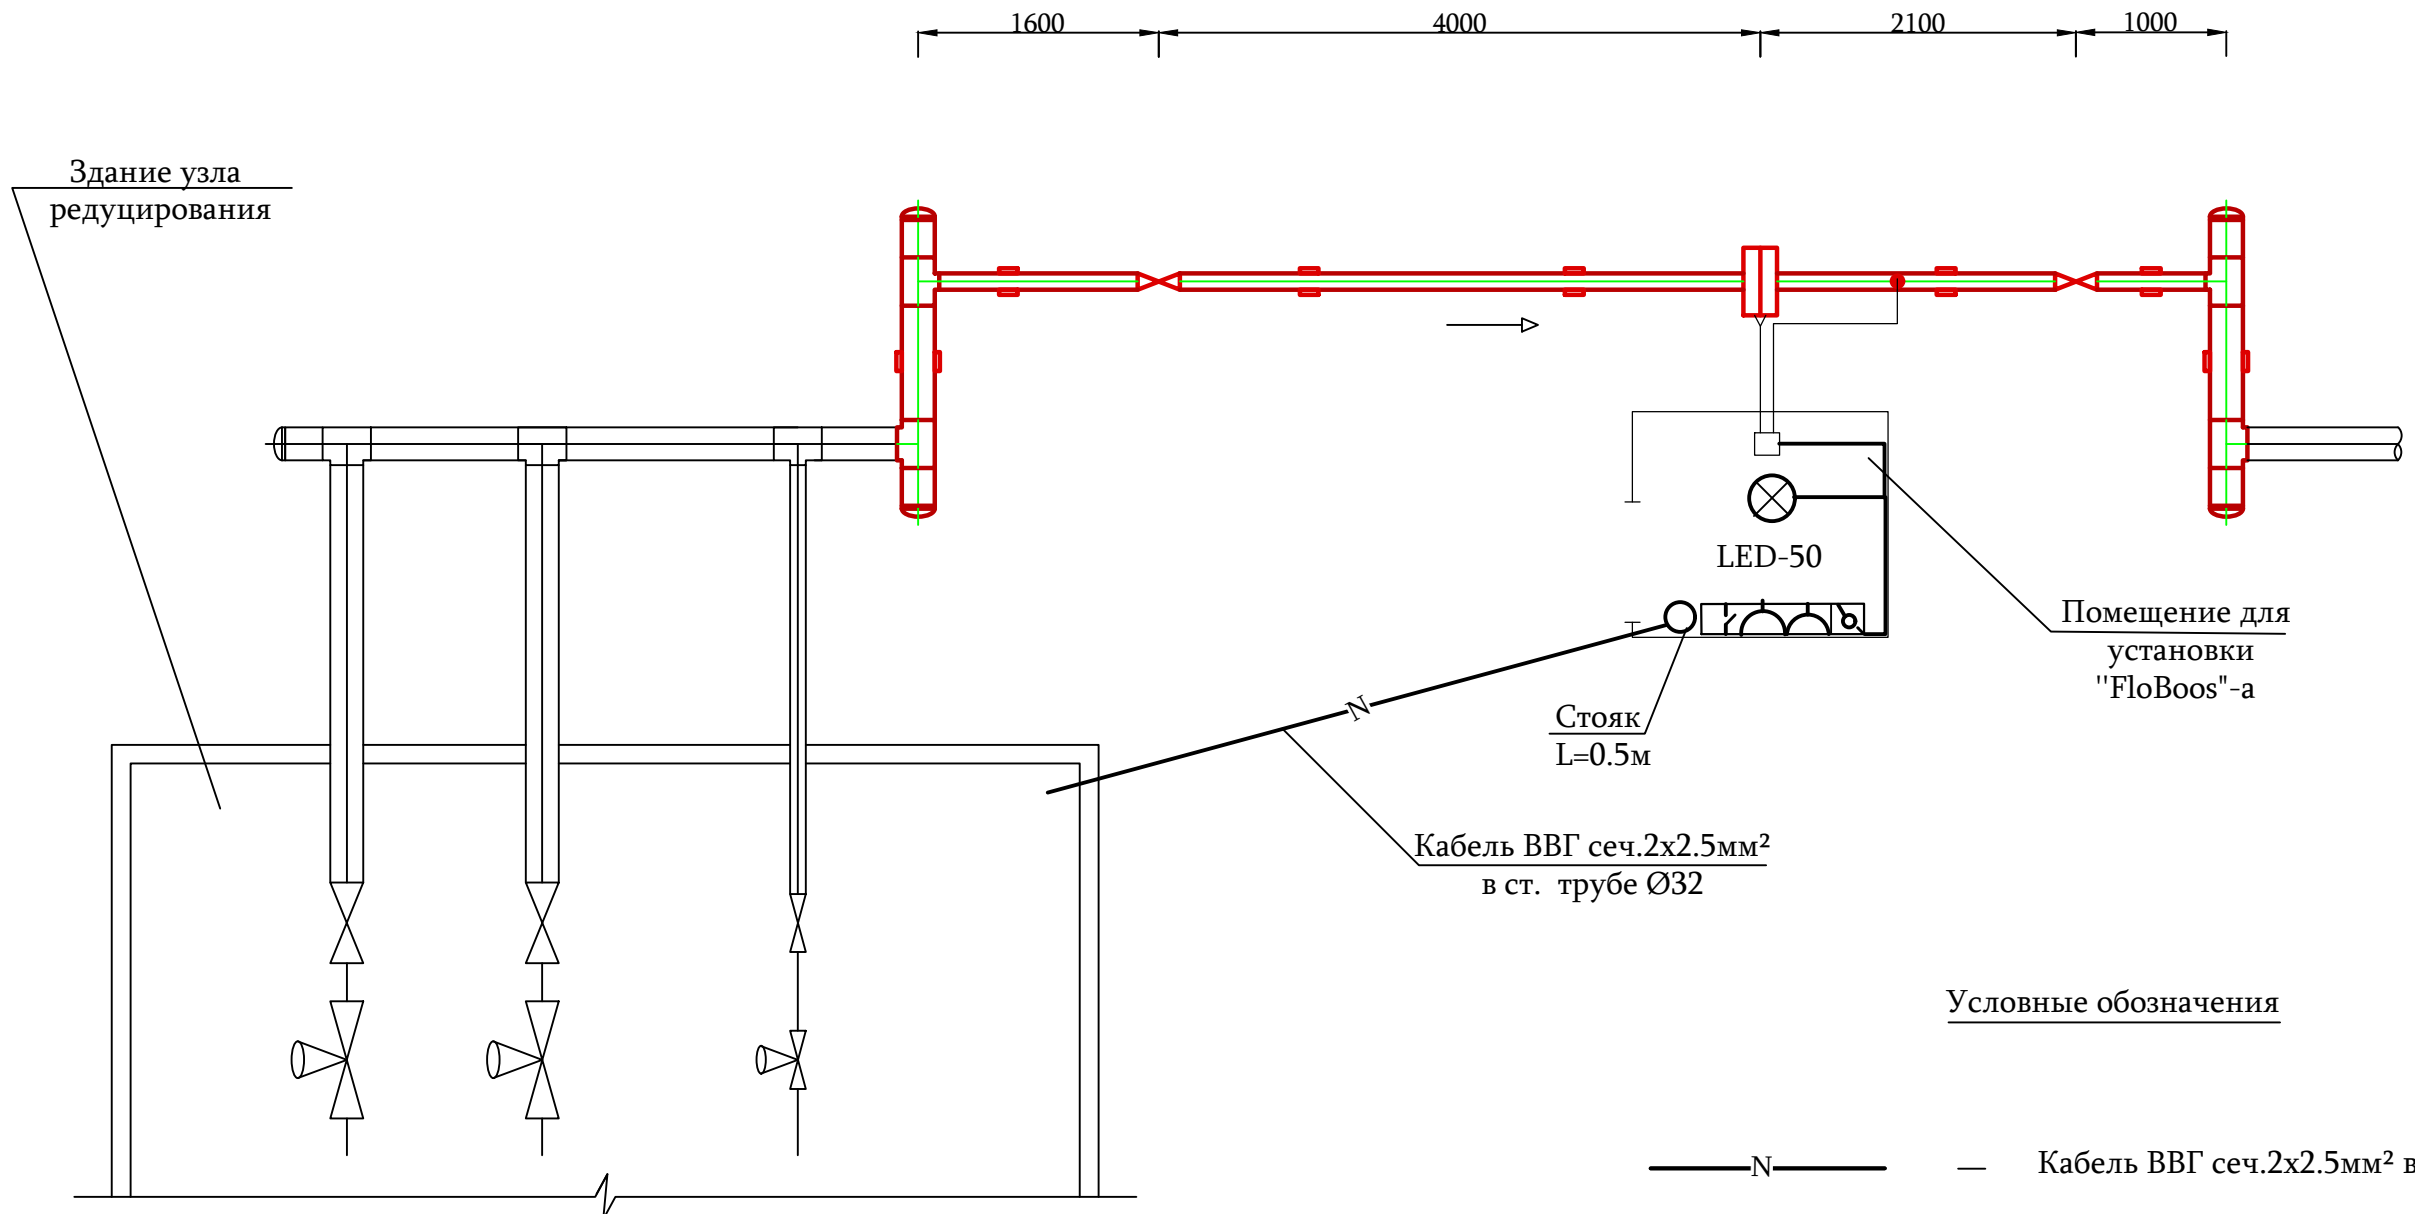 1600
4000
2100
1000
Здание узла
редуцирования
LED-50
Помещение для
установки
"FloBoos"-а
Стояк
L=0.5м
N
Кабель ВВГ сеч.2х2.5мм²
в ст. трубе Ø32
Условные обозначения
N — Кабель ВВГ сеч.2х2.5мм² в